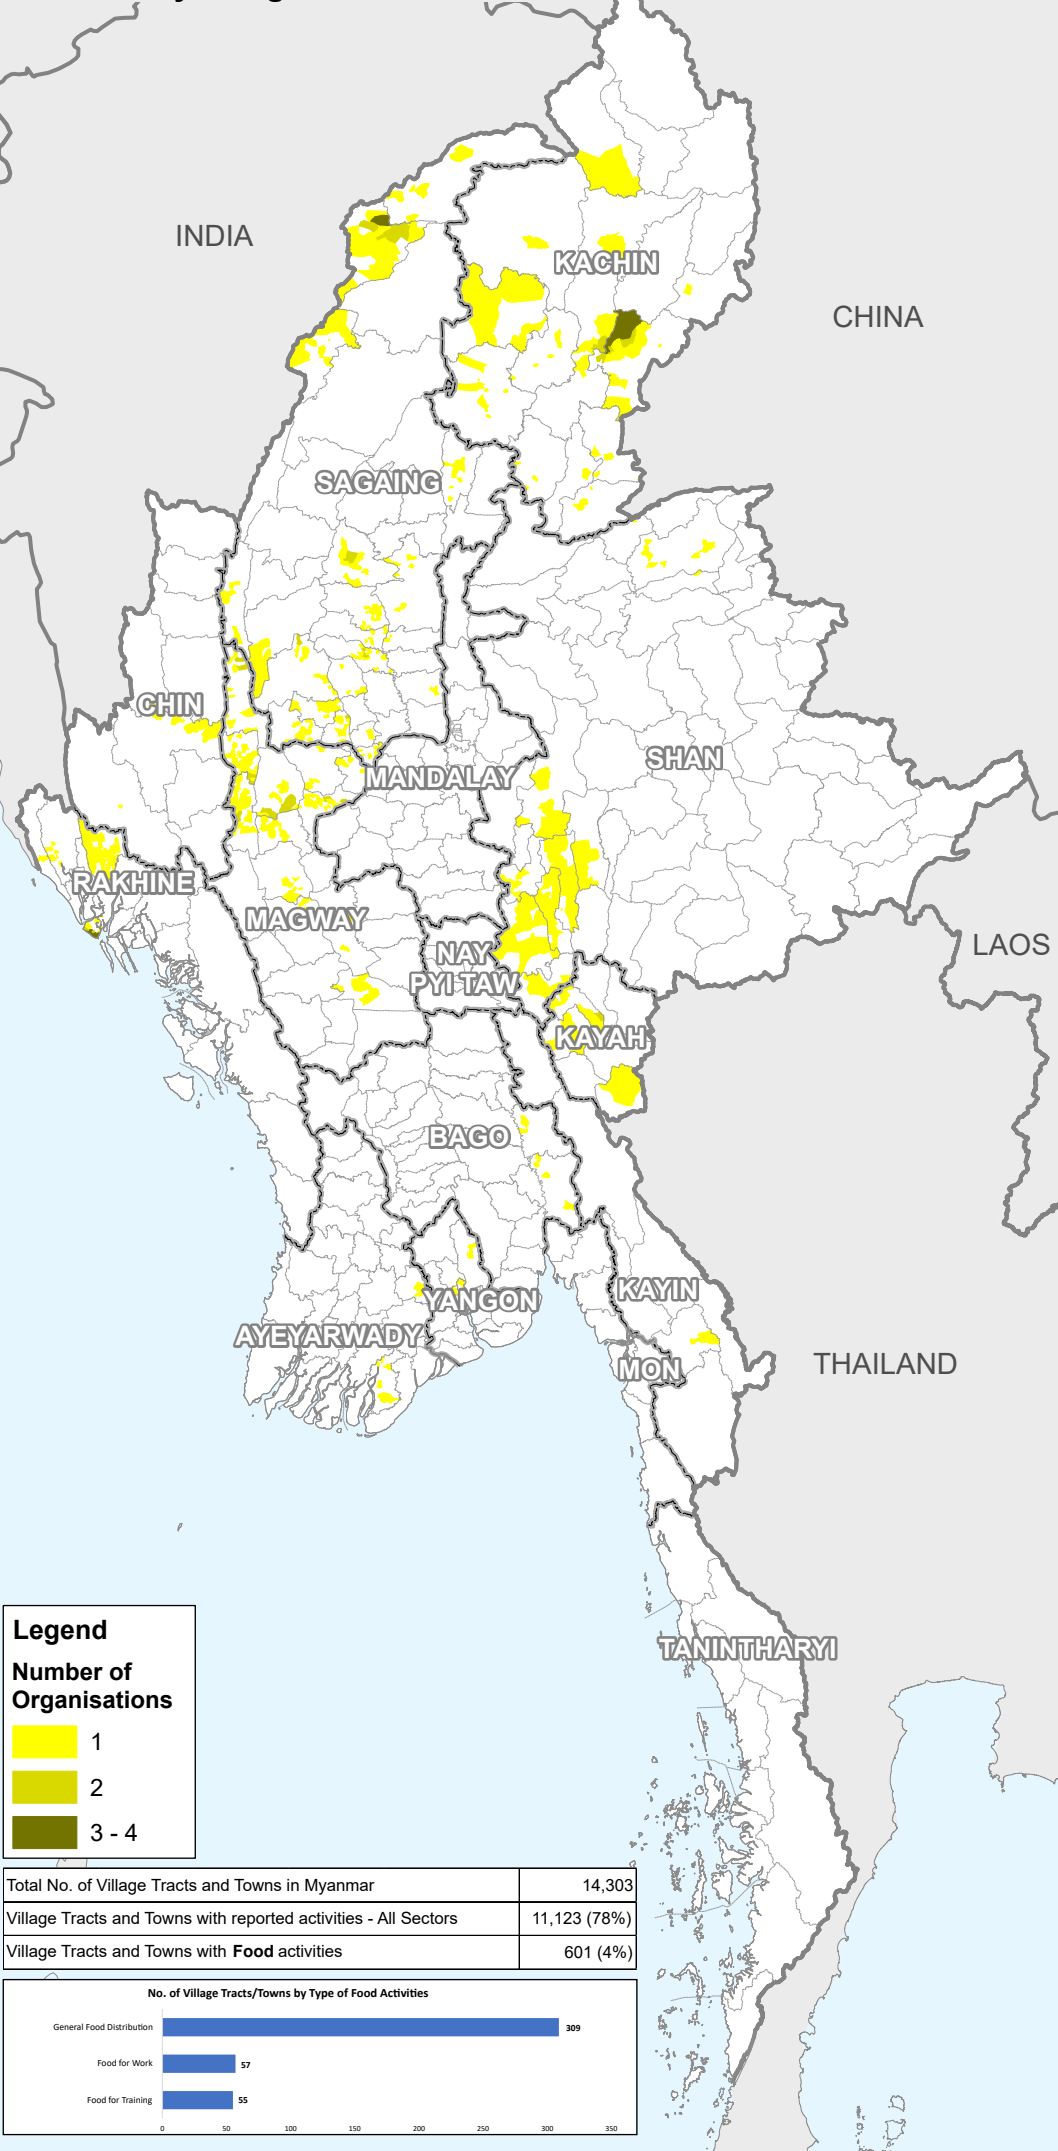 INDIA
KACHIN
CHINA
SAGAING
CHIN
SHAN
MANDALAY
RAKHINE
MAGWAY
NAY
PYI TAW
LAOS
KAYAH
BAGO
KAYIN
YANGON
AYEYARWADY
MON
THAILAND
TANINTHARYI
Legend
Number of
Organisations
1
2
3 - 4
Total No. of Village Tracts and Towns in Myanmar 14,303
Village Tracts and Towns with reported activities - All Sectors 11,123 (78%)
Village Tracts and Towns with Food activities 601 (4%)
No. of Village Tracts/Towns by Type of Food Activities
General Food Distribution 309
Food for Work 57
Food for Training 55
0 50 100 150 200 250 300 350